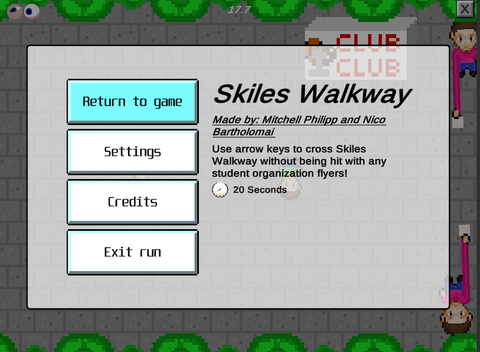 17.7
X
CLUB
CLUB
Skiles Walkway
Made by: Mitchell Philipp and Nico
Bartholomai
Use arrow keys to cross Skiles
Walkway without being hit with any
student organization flyers!
20 Seconds
Return to game
Settings
Credits
Exit run